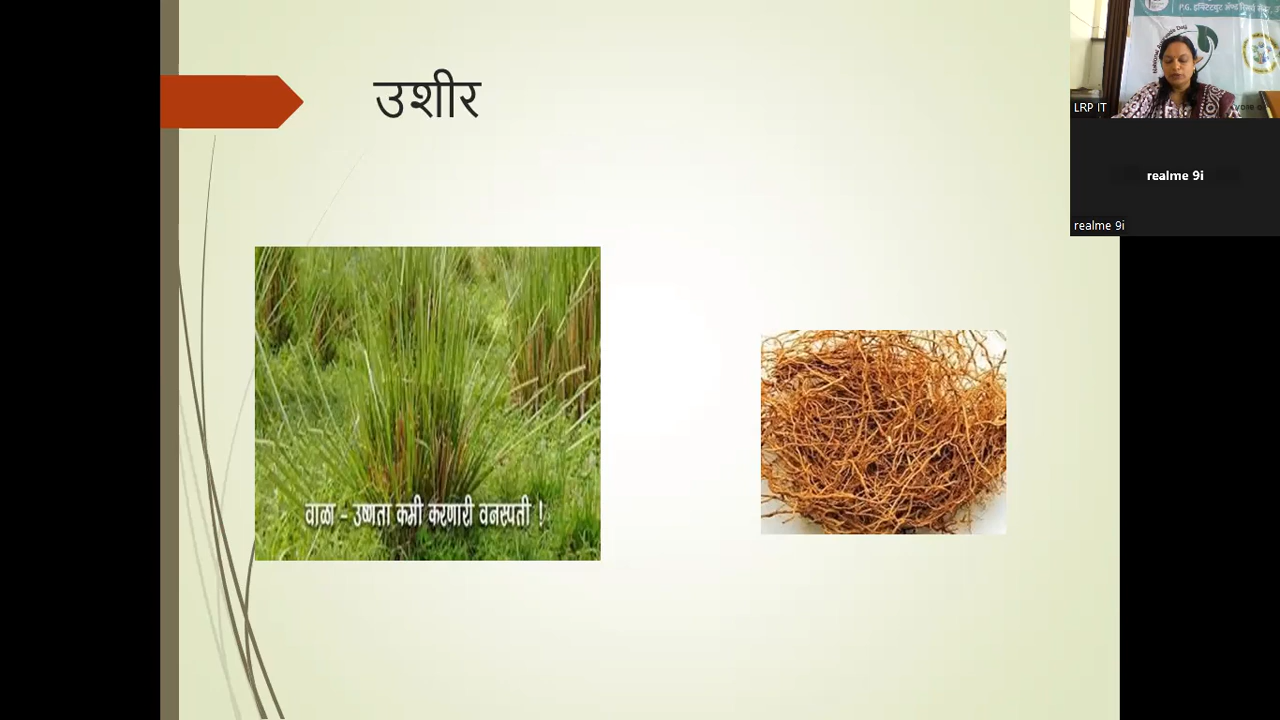 उशीर
वाळा - उष्णता कमी करणारी वनस्पती !
LRP IT
realme 9i
realme 9i